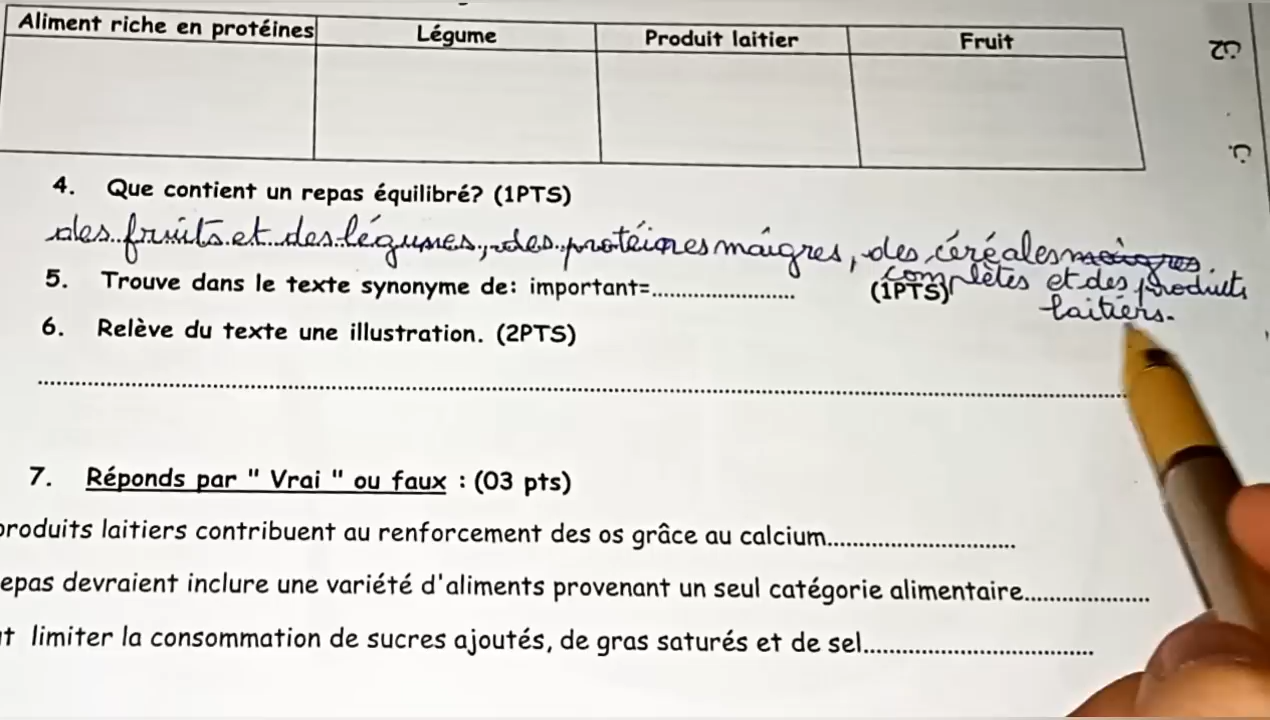 Aliment riche en protéines Légume Produit laitier Fruit
4. Que contient un repas équilibré? (1PTS)
des fruits et des légumes, des protéines maigres, des céréales maigres
complètes et des produits
laitiers.
5. Trouve dans le texte synonyme de: important=...................... (1PTS)
6. Relève du texte une illustration. (2PTS)
7. Réponds par " Vrai " ou faux : (03 pts)
produits laitiers contribuent au renforcement des os grâce au calcium..............................
epas devraient inclure une variété d'aliments provenant un seul catégorie alimentaire....................
t limiter la consommation de sucres ajoutés, de gras saturés et de sel.....................................